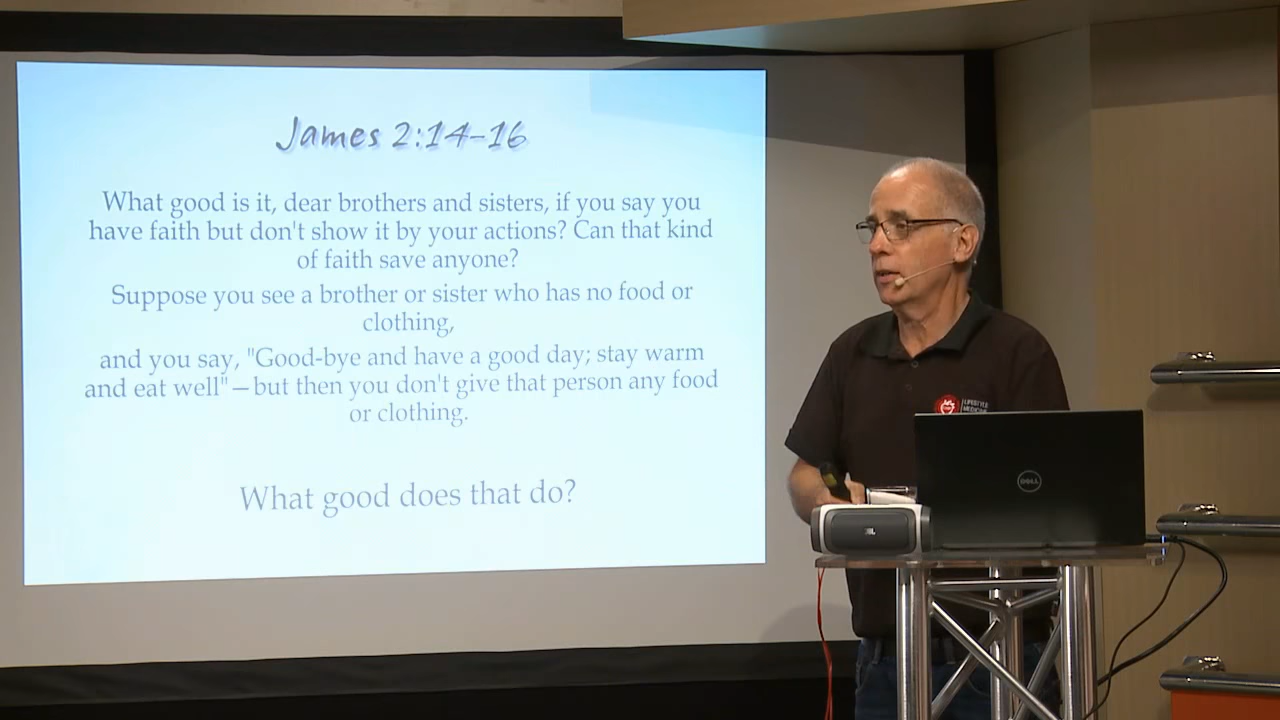 James 2:14-16
What good is it, dear brothers and sisters, if you say you
have faith but don't show it by your actions? Can that kind
of faith save anyone?
Suppose you see a brother or sister who has no food or
clothing,
and you say, "Good-bye and have a good day; stay warm
and eat well"—but then you don't give that person any food
or clothing.
What good does that do?
LIFESTYLE
MEDICINE
DELL
JBL